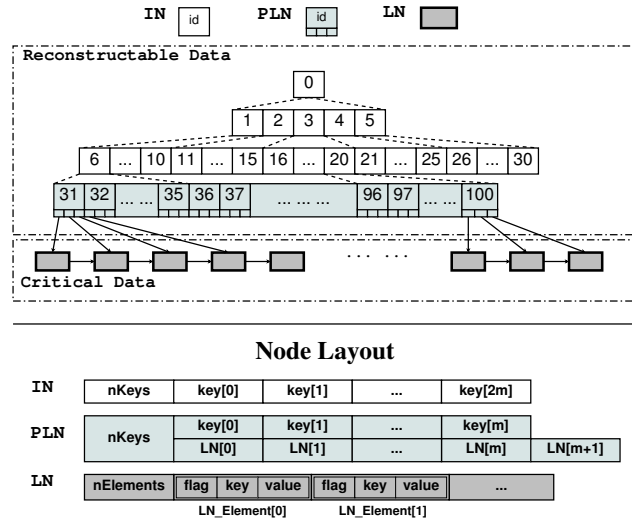 IN id PLN id LN
Reconstructable Data
0
1 2 3 4 5
6 ... 10 11 ... 15 16 ... 20 21 ... 25 26 ... 30
31 32 ... ... 35 36 37 ... ... ... 96 97 ... ... 100
... ...
Critical Data
Node Layout
IN nKeys key[0] key[1] ... key[2m]
PLN nKeys key[0] key[1] ... key[m]
LN[0] LN[1] ... LN[m] LN[m+1]
LN nElements flag key value flag key value ...
LN_Element[0] LN_Element[1]